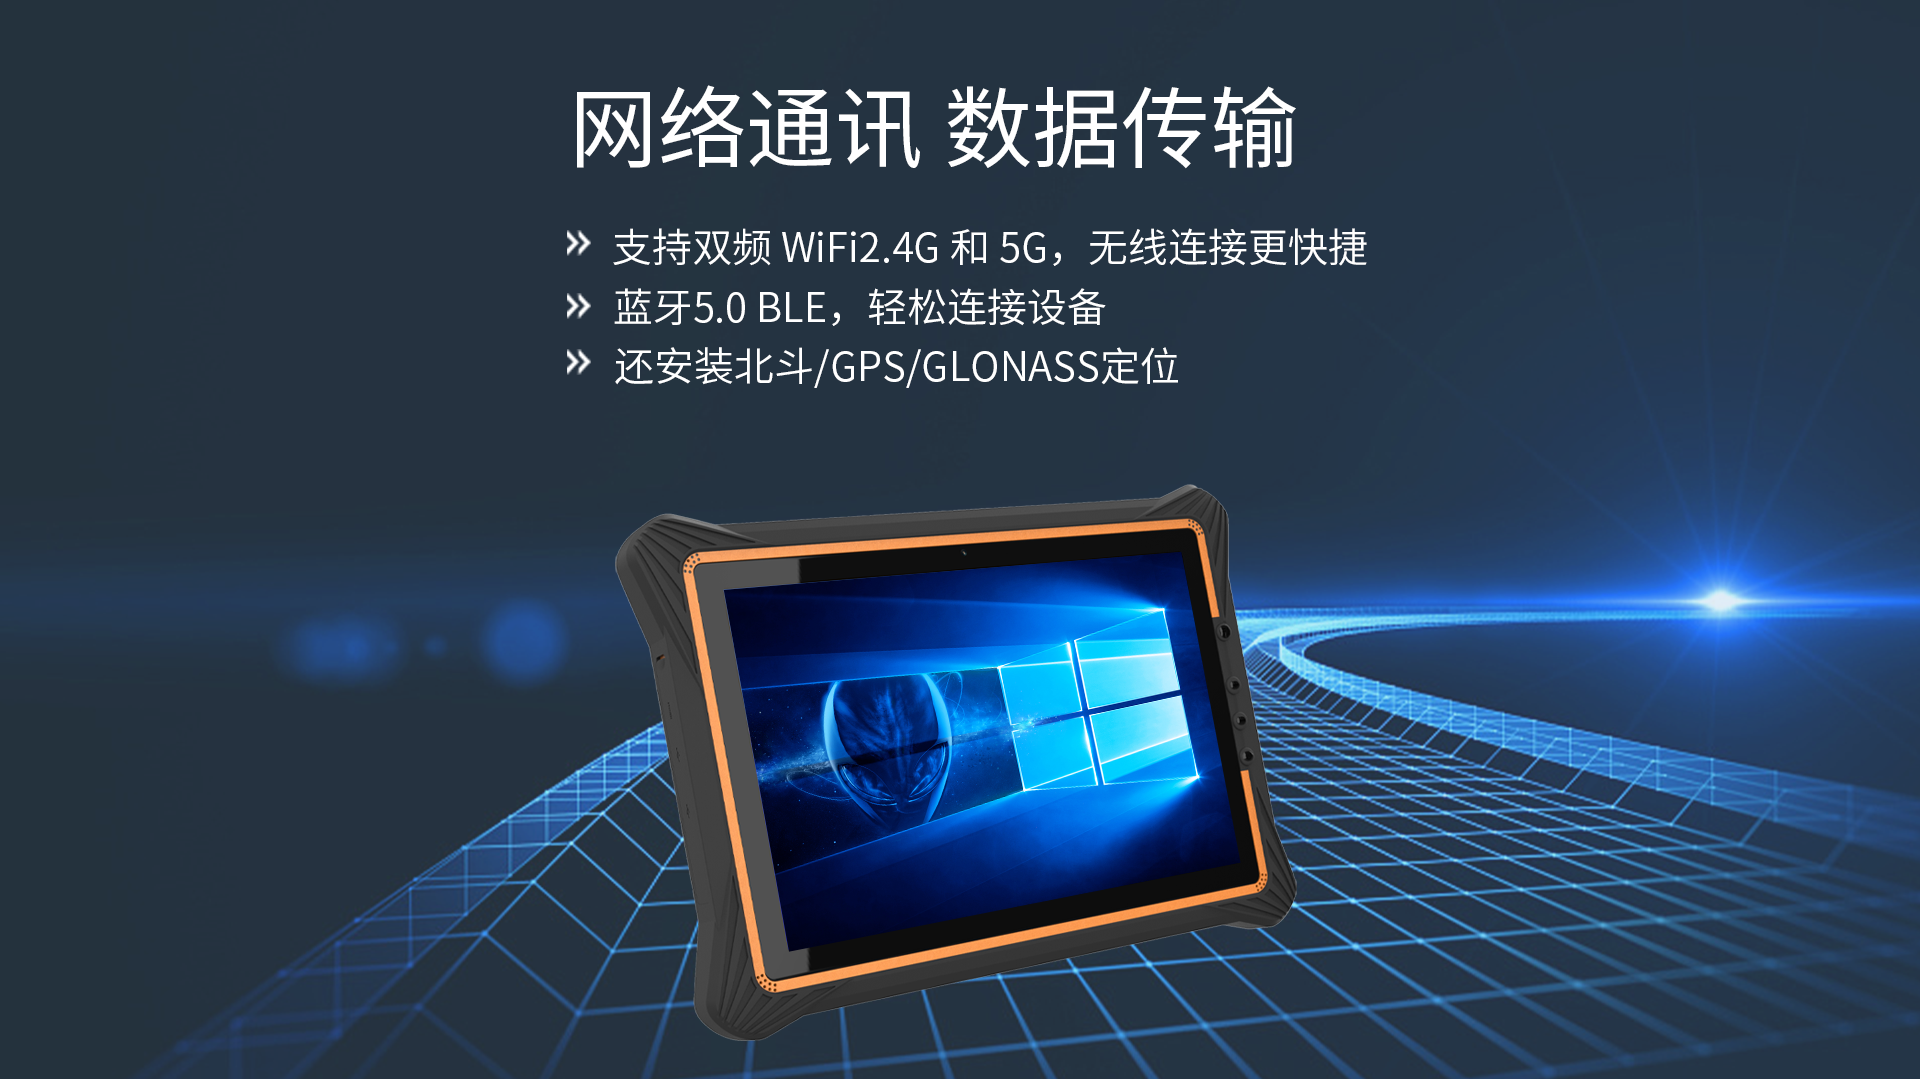 网络通讯 数据传输
支持双频 WiFi2.4G 和 5G，无线连接更快捷
蓝牙5.0 BLE，轻松连接设备
还安装北斗/GPS/GLONASS定位